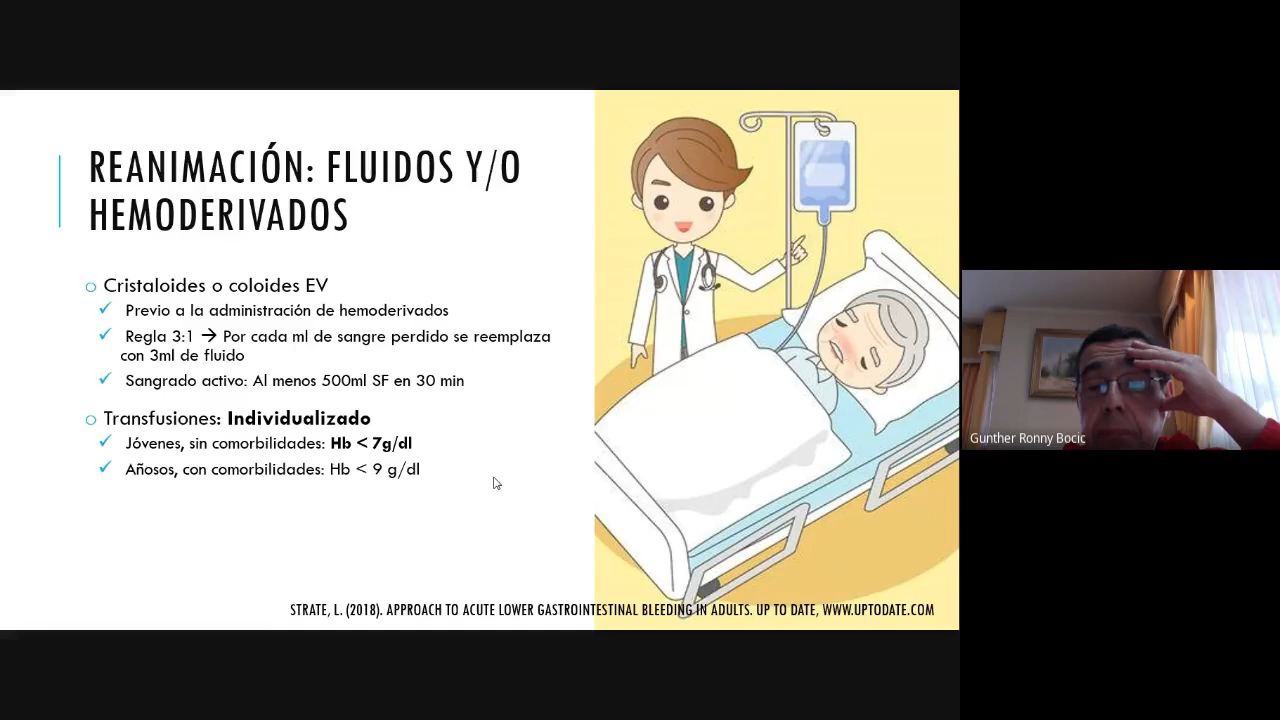 REANIMACIÓN: FLUIDOS Y/O
HEMODERIVADOS
o Cristaloides o coloides EV
✓ Previo a la administración de hemoderivados
✓ Regla 3:1 → Por cada ml de sangre perdido se reemplaza
con 3ml de fluido
✓ Sangrado activo: Al menos 500ml SF en 30 min
o Transfusiones: Individualizado
✓ Jóvenes, sin comorbilidades: Hb < 7g/dl
✓ Añosos, con comorbilidades: Hb < 9 g/dl
STRATE, L. (2018). APPROACH TO ACUTE LOWER GASTROINTESTINAL BLEEDING IN ADULTS. UP TO DATE, WWW.UPTODATE.COM
Gunther Ronny Bocic